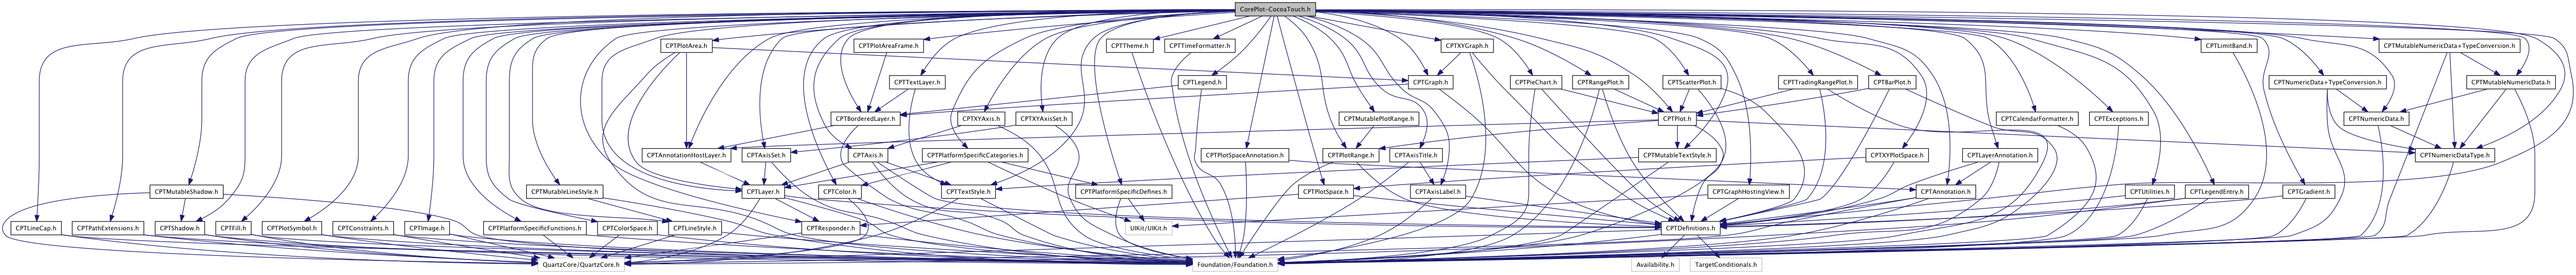 CorePlot-CocoaTouch.h
CPTPlotArea.h
CPTPlotAreaFrame.h
CPTTheme.h
CPTTimeFormatter.h
CPTXYGraph.h
CPTLimitBand.h
CPTMutableNumericData+TypeConversion.h
CPTTextLayer.h
CPTLegend.h
CPTGraph.h
CPTPieChart.h
CPTRangePlot.h
CPTScatterPlot.h
CPTTradingRangePlot.h
CPTBarPlot.h
CPTNumericData+TypeConversion.h
CPTMutableNumericData.h
CPTBorderedLayer.h
CPTXYAxis.h
CPTXYAxisSet.h
CPTMutablePlotRange.h
CPTPlot.h
CPTCalendarFormatter.h
CPTExceptions.h
CPTNumericData.h
CPTAnnotationHostLayer.h
CPTAxisSet.h
CPTAxis.h
CPTPlatformSpecificCategories.h
CPTPlotSpaceAnnotation.h
CPTPlotRange.h
CPTAxisTitle.h
CPTMutableTextStyle.h
CPTXYPlotSpace.h
CPTLayerAnnotation.h
CPTNumericDataType.h
CPTMutableShadow.h
CPTMutableLineStyle.h
CPTLayer.h
CPTColor.h
CPTTextStyle.h
CPTPlatformSpecificDefines.h
CPTPlotSpace.h
CPTAxisLabel.h
CPTGraphHostingView.h
CPTAnnotation.h
CPTUtilities.h
CPTLegendEntry.h
CPTGradient.h
CPTLineCap.h
CPTPathExtensions.h
CPTShadow.h
CPTFill.h
CPTPlotSymbol.h
CPTConstraints.h
CPTImage.h
CPTPlatformSpecificFunctions.h
CPTColorSpace.h
CPTLineStyle.h
CPTResponder.h
UIKit/UIKit.h
CPTDefinitions.h
QuartzCore/QuartzCore.h
Foundation/Foundation.h
Availability.h
TargetConditionals.h